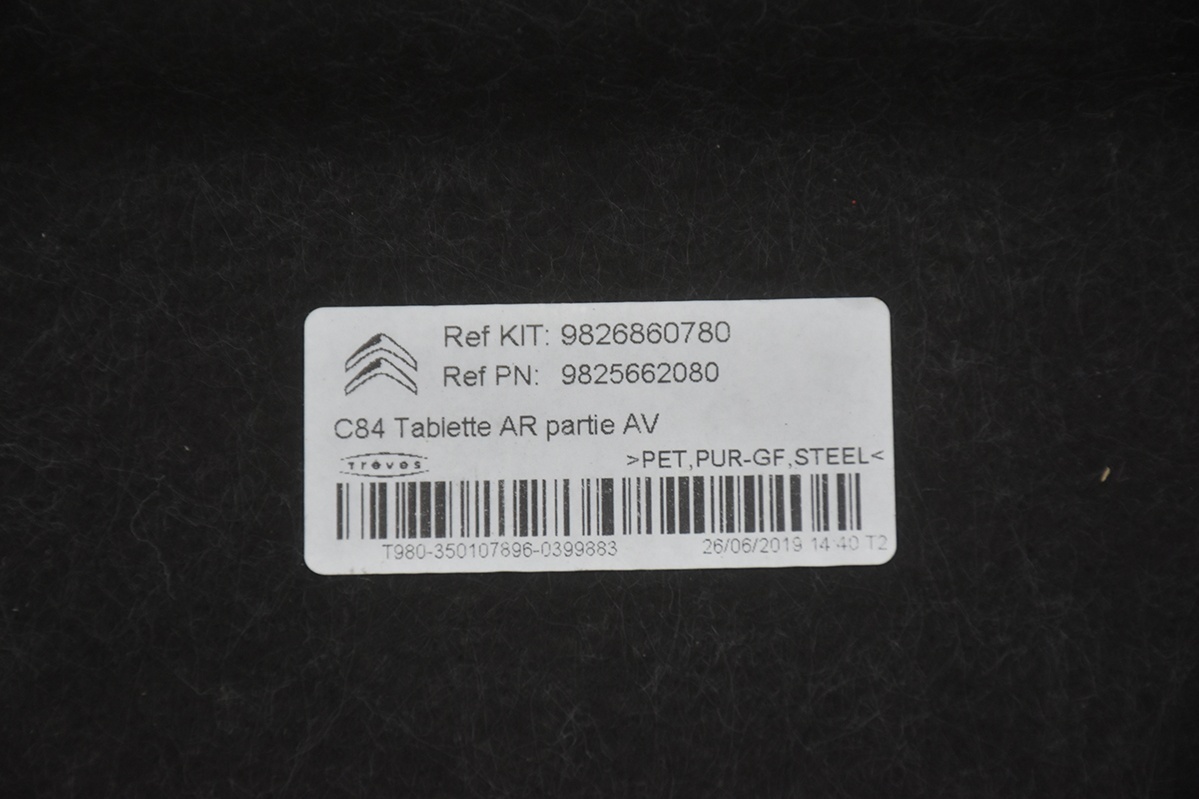 Ref KIT: 9826860780
Ref PN: 9825662080
C84 Tablette AR partie AV
Trèves
>PET,PUR-GF,STEEL<
T980-350107896-0399883
26/06/2019 14:40 T2